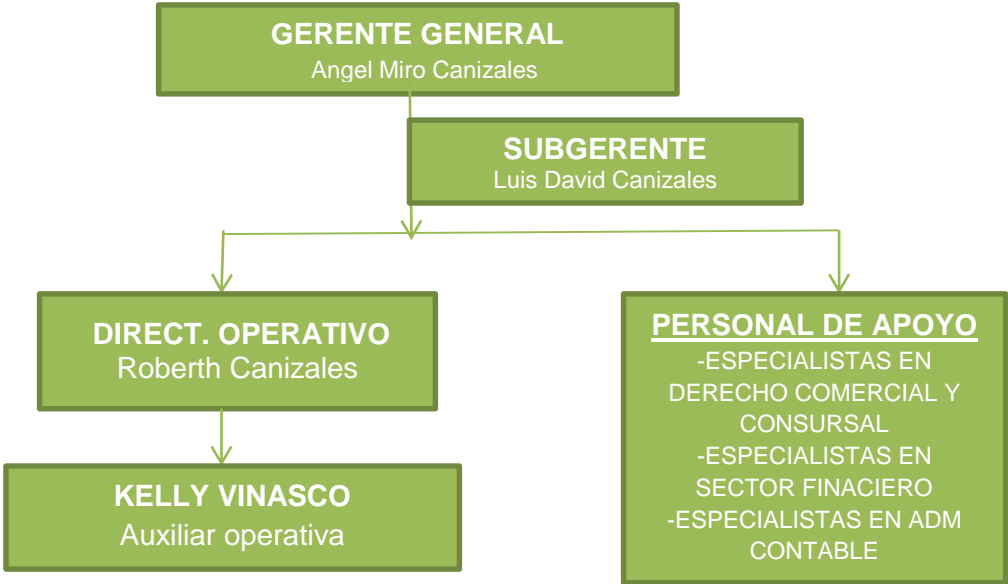 GERENTE GENERAL
Angel Miro Canizales
SUBGERENTE
Luis David Canizales
DIRECT. OPERATIVO
Roberth Canizales
KELLY VINASCO
Auxiliar operativa
PERSONAL DE APOYO
-ESPECIALISTAS EN
DERECHO COMERCIAL Y
CONSURSAL
-ESPECIALISTAS EN
SECTOR FINACIERO
-ESPECIALISTAS EN ADM
CONTABLE